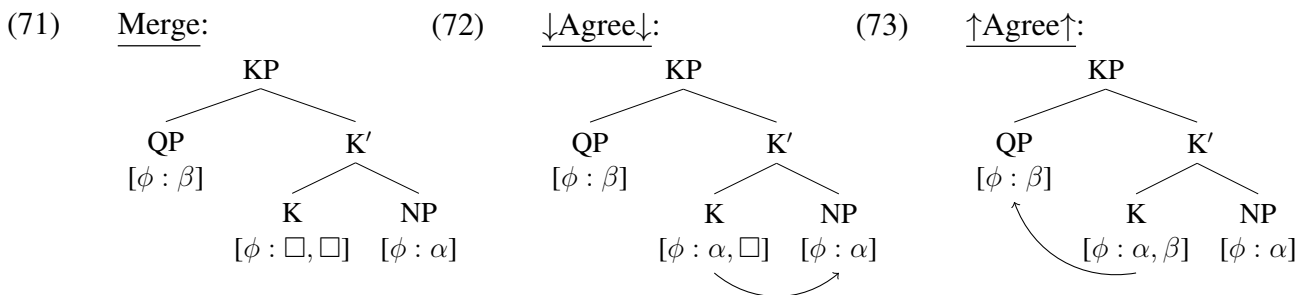 (71) Merge: (72) ↓Agree↓: (73) ↑Agree↑:
KP KP KP
QP K′ QP K′ QP K′
[ϕ : β] [ϕ : β] [ϕ : β]
K NP K NP K NP
[ϕ : □, □] [ϕ : α] [ϕ : α, □] [ϕ : α] [ϕ : α, β] [ϕ : α]